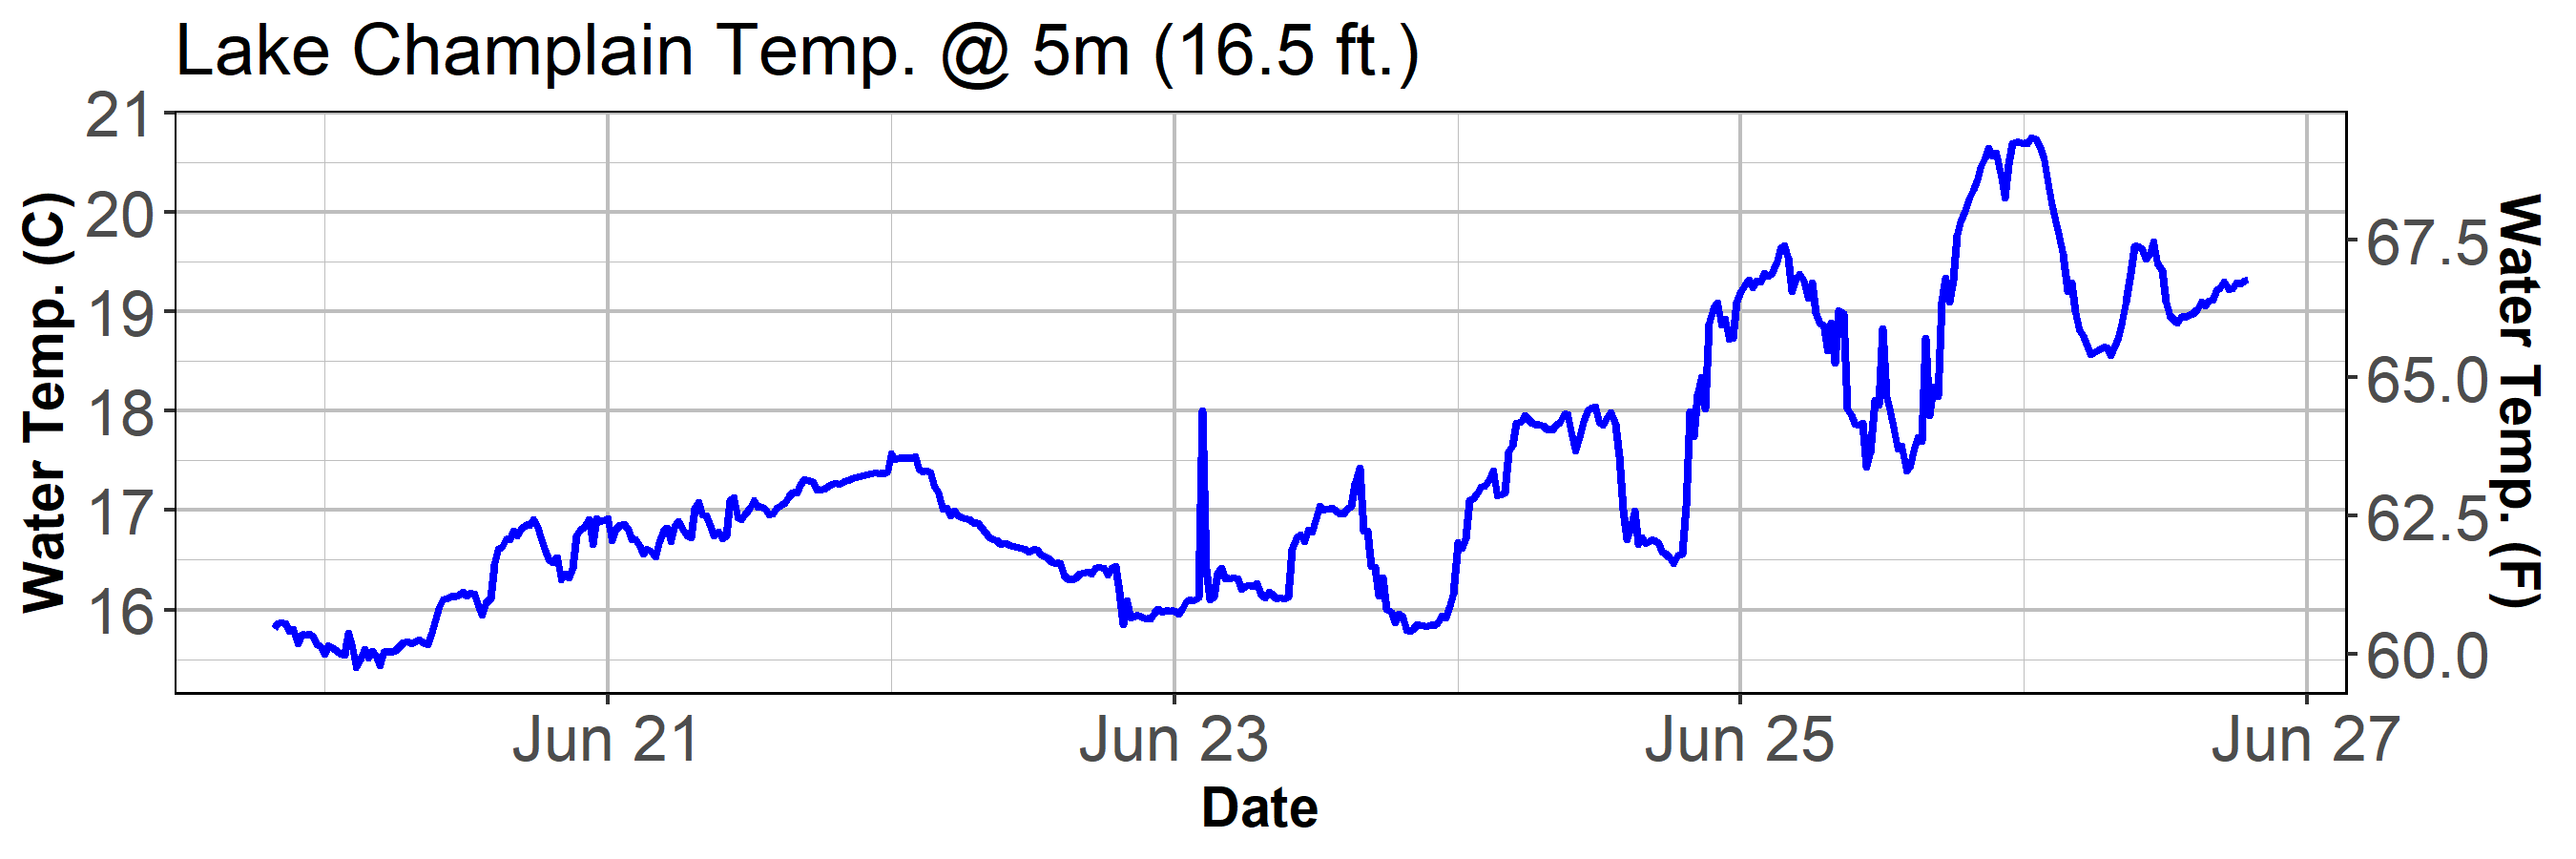 Lake Champlain Temp. @ 5m (16.5 ft.)
Water Temp. (C)
21
20
19
18
17
16
67.5
65.0
62.5
60.0
Water Temp. (F)
Jun 21
Jun 23
Jun 25
Jun 27
Date